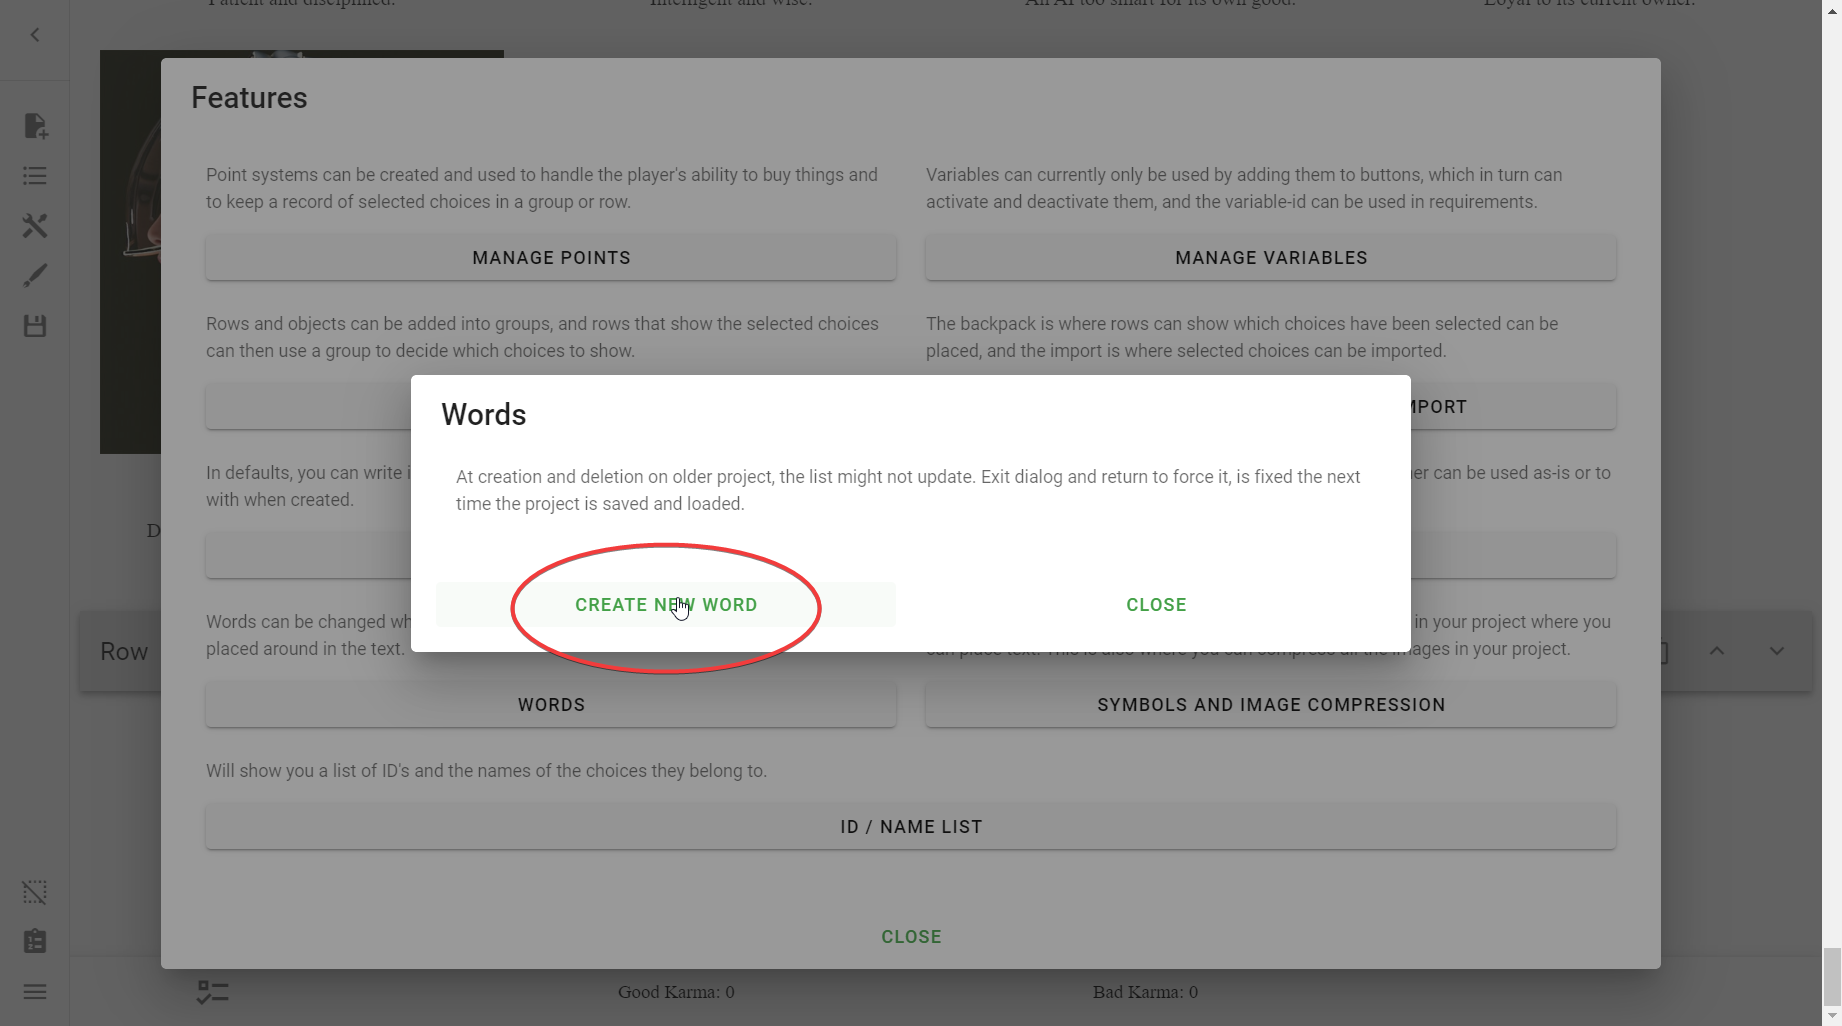 Patient and disciplined.
Intelligent and wise.
An AI too smart for its own good.
Loyal to its current owner.
Features
Point systems can be created and used to handle the player's ability to buy things and
to keep a record of selected choices in a group or row.
MANAGE POINTS
Variables can currently only be used by adding them to buttons, which in turn can
activate and deactivate them, and the variable-id can be used in requirements.
MANAGE VARIABLES
Rows and objects can be added into groups, and rows that show the selected choices
can then use a group to decide which choices to show.
The backpack is where rows can show which choices have been selected can be
placed, and the import is where selected choices can be imported.
MPORT
Words
At creation and deletion on older project, the list might not update. Exit dialog and return to force it, is fixed the next
time the project is saved and loaded.
CREATE NEW WORD
CLOSE
In defaults, you can write i
with when created.
er can be used as-is or to
D
Words can be changed wh
placed around in the text.
in your project where you
can place text. This is also where you can compress all the images in your project.
Row
WORDS
SYMBOLS AND IMAGE COMPRESSION
Will show you a list of ID's and the names of the choices they belong to.
ID / NAME LIST
CLOSE
Good Karma: 0
Bad Karma: 0